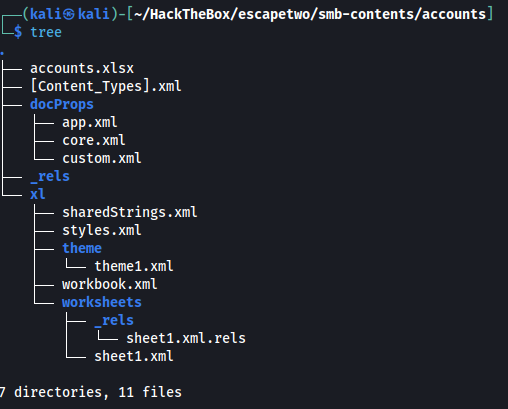 ┌──(kali㉿kali)-[~/HackTheBox/escapetwo/smb-contents/accounts]
└─$ tree
.
├── accounts.xlsx
├── [Content_Types].xml
├── docProps
│   ├── app.xml
│   ├── core.xml
│   └── custom.xml
├── _rels
└── xl
    ├── sharedStrings.xml
    ├── styles.xml
    ├── theme
    │   └── theme1.xml
    ├── workbook.xml
    └── worksheets
        ├── _rels
        │   └── sheet1.xml.rels
        └── sheet1.xml

7 directories, 11 files